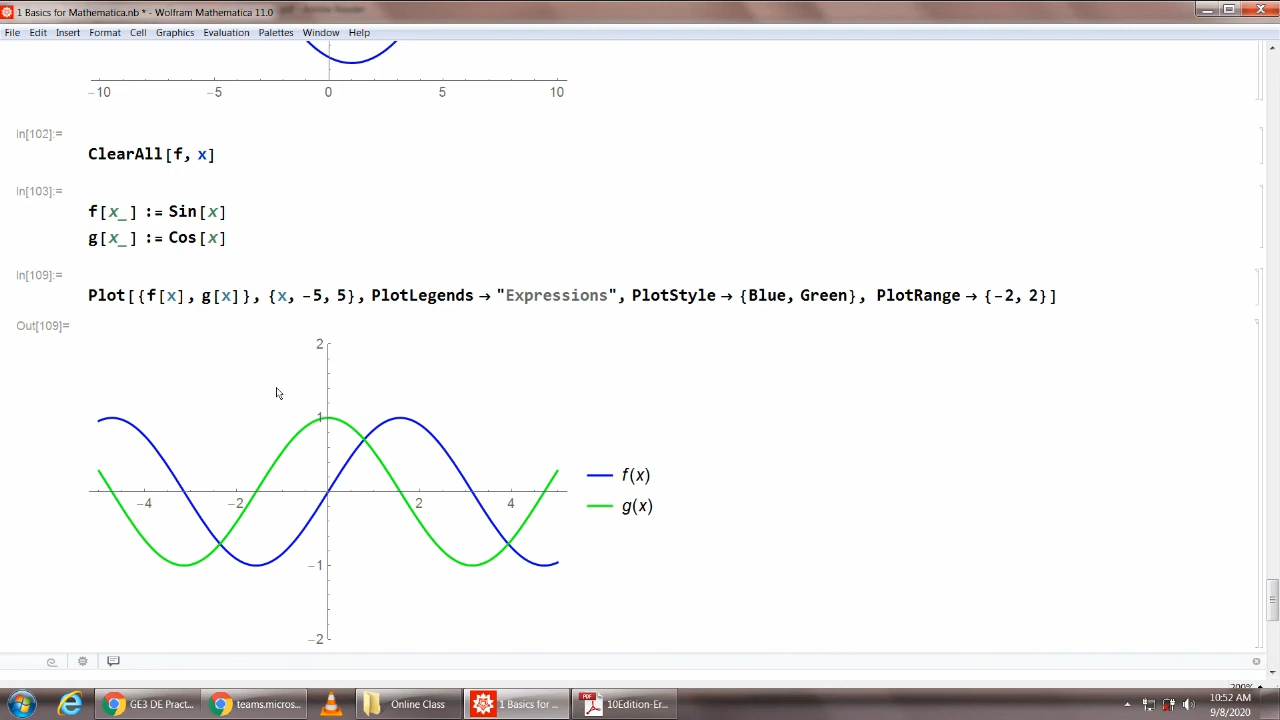 1 Basics for Mathematica.nb * - Wolfram Mathematica 11.0
File Edit Insert Format Cell Graphics Evaluation Palettes Window Help
-10 -5 0 5 10
In[102]:=
ClearAll[f, x]
In[103]:=
f[x_] := Sin[x]
g[x_] := Cos[x]
In[109]:=
Plot[{f[x], g[x]}, {x, -5, 5}, PlotLegends → "Expressions", PlotStyle → {Blue, Green}, PlotRange → {-2, 2}]
Out[109]=
2
1
f(x)
-4 -2 2 4
g(x)
-1
-2
200%
GE3 DE Pract... teams.micros... Online Class 1 Basics for ... 10Edition-Er...
10:52 AM
9/8/2020